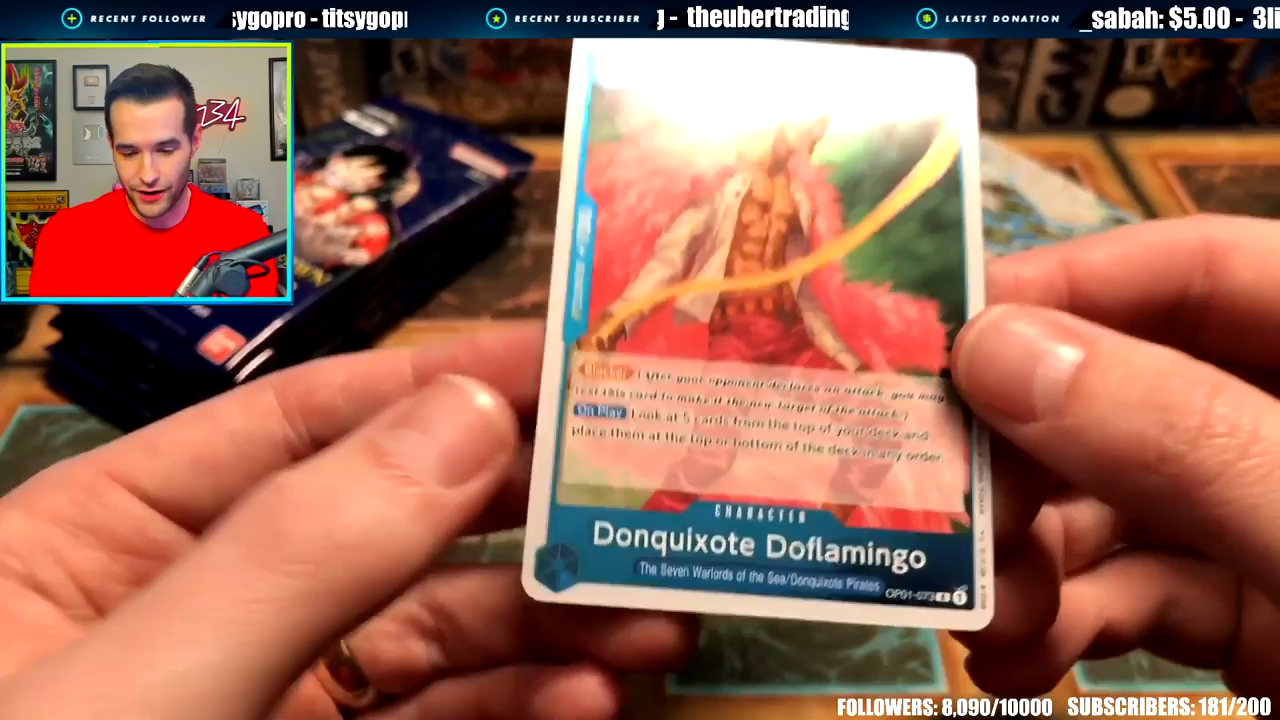 RECENT FOLLOWER
sygopro - titsygopl
RECENT SUBSCRIBER
- theubertrading
LATEST DONATION
_sabah: $5.00 - 3li
Blocker (After your opponent declares an attack, you may
rest this card to make it the new target of the attack.)
On Play Look at 5 cards from the top of your deck and
place them at the top or bottom of the deck in any order.
CHARACTER
Donquixote Doflamingo
The Seven Warlords of the Sea/Donquixote Pirates
OP01-073 R 1
FOLLOWERS: 8,090/10000 SUBSCRIBERS: 181/200